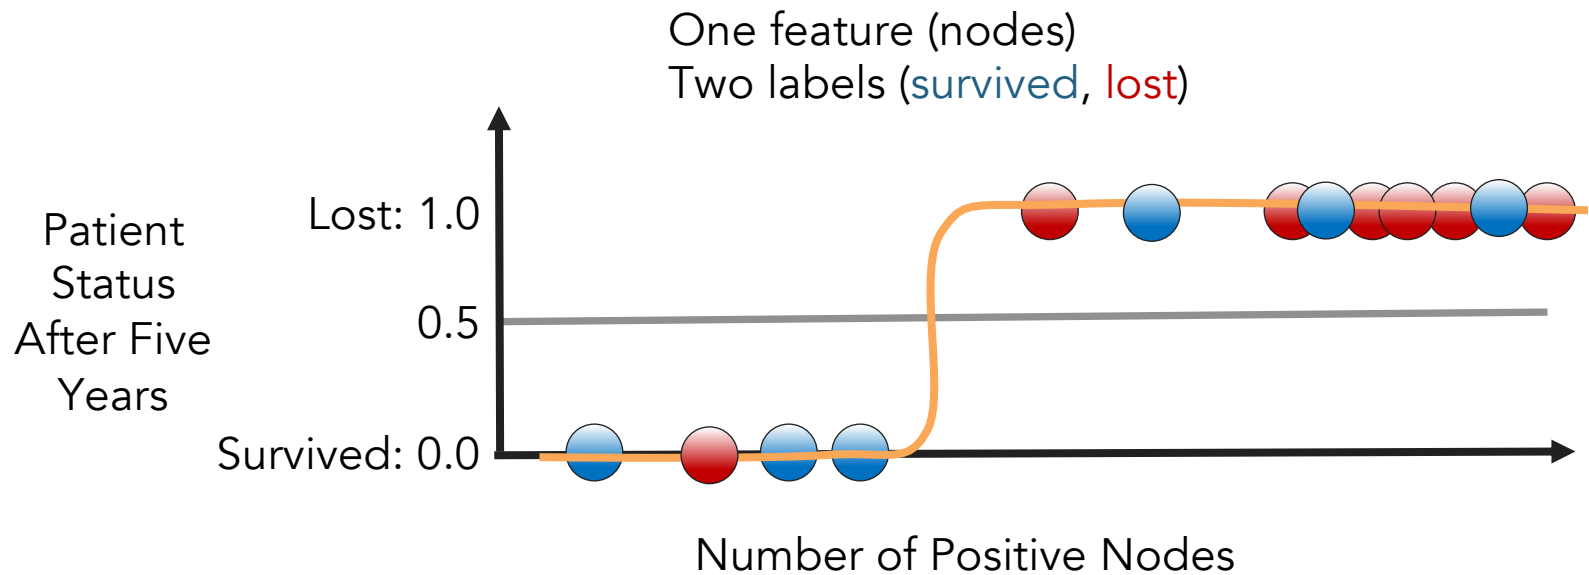 One feature (nodes)
Two labels (survived, lost)
Patient
Status
After Five
Years
Lost: 1.0
0.5
Survived: 0.0
Number of Positive Nodes